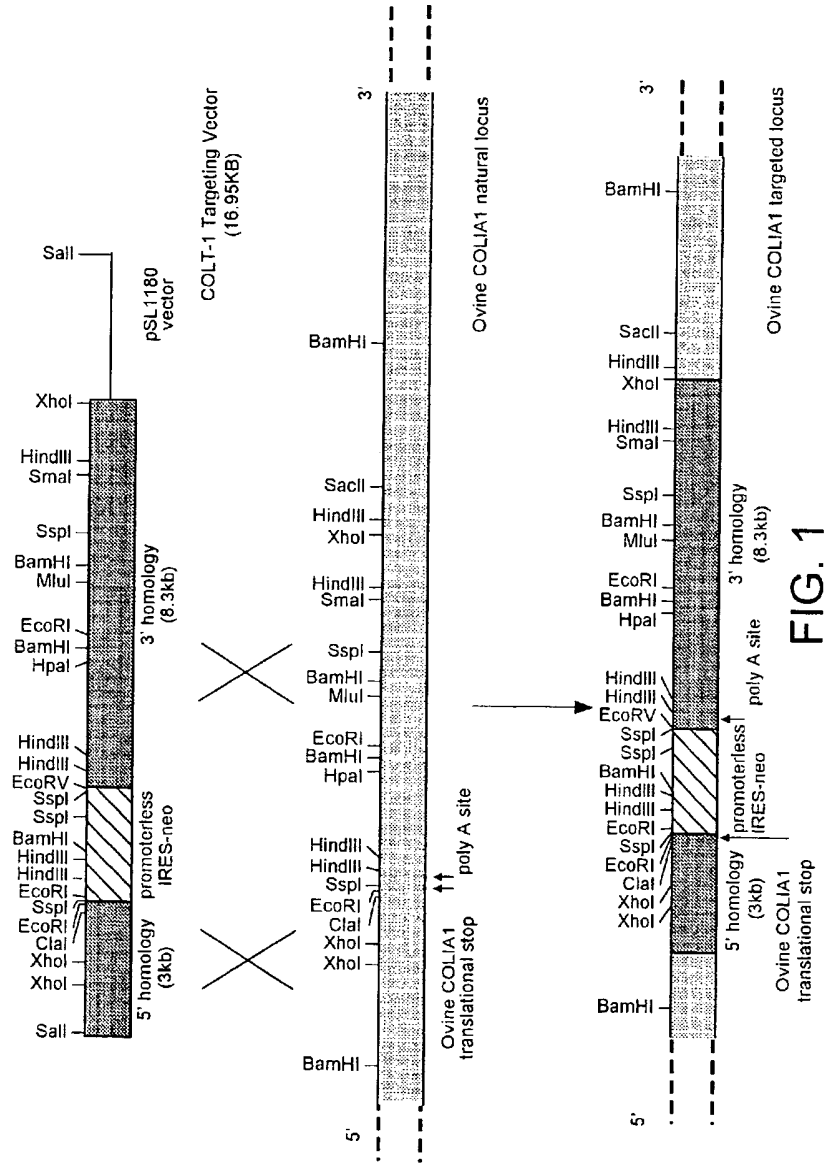 SalI
XhoI
XhoI
ClaI
EcoRI
SspI
EcoRI
HindIII
HindIII
BamHI
SspI
SspI
EcoRV
HindIII
HindIII
HpaI
BamHI
EcoRI
MluI
BamHI
SspI
SmaI
HindIII
XhoI
SalI
5' homology
(3kb)
promoterless
IRES-neo
3' homology
(8.3kb)
pSL1180
vector
COLT-1 Targeting Vector
(16.95KB)
5'
BamHI
XhoI
XhoI
ClaI
EcoRI
SspI
HindIII
HindIII
HpaI
BamHI
EcoRI
MluI
BamHI
SspI
SmaI
HindIII
XhoI
HindIII
SacII
BamHI
3'
Ovine COLIA1
translational stop
poly A site
Ovine COLIA1 natural locus
5'
BamHI
XhoI
XhoI
ClaI
EcoRI
SspI
EcoRI
HindIII
HindIII
BamHI
SspI
SspI
EcoRV
HindIII
HindIII
HpaI
BamHI
EcoRI
MluI
BamHI
SspI
SmaI
HindIII
XhoI
HindIII
SacII
BamHI
3'
5' homology
(3kb)
promoterless
IRES-neo
poly A site
3' homology
(8.3kb)
Ovine COLIA1
translational stop
Ovine COLIA1 targeted locus
FIG. 1